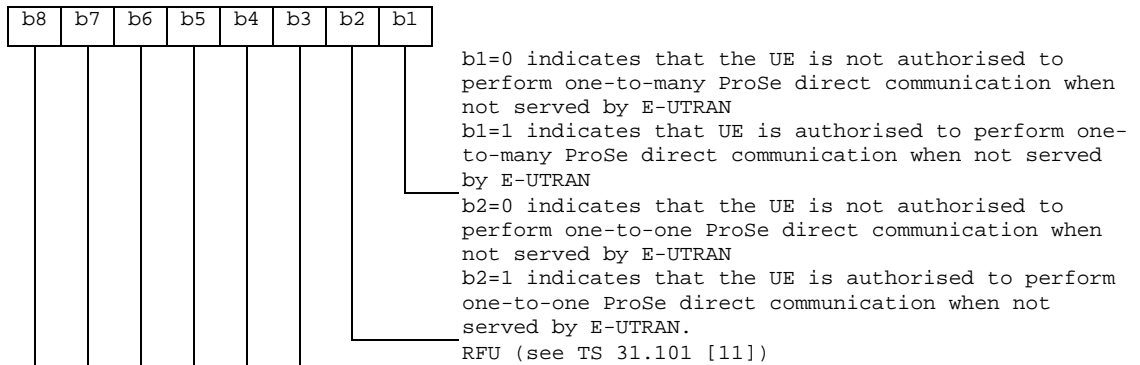 b8 b7 b6 b5 b4 b3 b2 b1
b1=0 indicates that the UE is not authorised to
perform one-to-many ProSe direct communication when
not served by E-UTRAN
b1=1 indicates that UE is authorised to perform one-
to-many ProSe direct communication when not served
by E-UTRAN
b2=0 indicates that the UE is not authorised to
perform one-to-one ProSe direct communication when
not served by E-UTRAN
b2=1 indicates that the UE is authorised to perform
one-to-one ProSe direct communication when not
served by E-UTRAN.
RFU (see TS 31.101 [11])